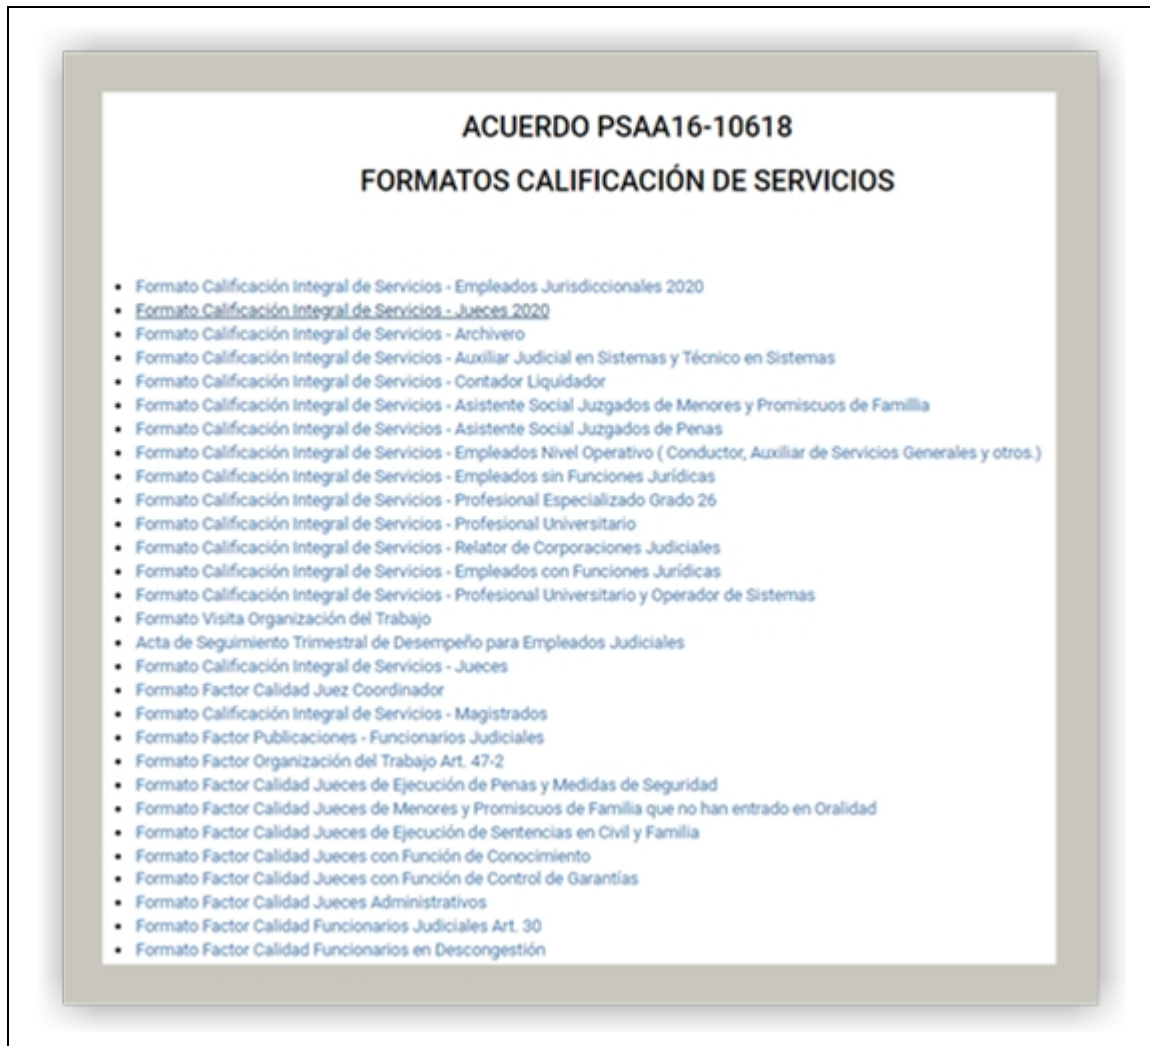 ACUERDO PSAA16-10618
FORMATOS CALIFICACIÓN DE SERVICIOS
• Formato Calificación Integral de Servicios - Empleados Jurisdiccionales 2020
• Formato Calificación Integral de Servicios - Jueces 2020
• Formato Calificación Integral de Servicios - Archivero
• Formato Calificación Integral de Servicios - Auxiliar Judicial en Sistemas y Técnico en Sistemas
• Formato Calificación Integral de Servicios - Contador Liquidador
• Formato Calificación Integral de Servicios - Asistente Social Juzgados de Menores y Promiscuos de Famillia
• Formato Calificación Integral de Servicios - Asistente Social Juzgados de Penas
• Formato Calificación Integral de Servicios - Empleados Nivel Operativo ( Conductor, Auxiliar de Servicios Generales y otros.)
• Formato Calificación Integral de Servicios - Empleados sin Funciones Jurídicas
• Formato Calificación Integral de Servicios - Profesional Especializado Grado 26
• Formato Calificación Integral de Servicios - Profesional Universitario
• Formato Calificación Integral de Servicios - Relator de Corporaciones Judiciales
• Formato Calificación Integral de Servicios - Empleados con Funciones Jurídicas
• Formato Calificación Integral de Servicios - Profesional Universitario y Operador de Sistemas
• Formato Visita Organización del Trabajo
• Acta de Seguimiento Trimestral de Desempeño para Empleados Judiciales
• Formato Calificación Integral de Servicios - Jueces
• Formato Factor Calidad Juez Coordinador
• Formato Calificación Integral de Servicios - Magistrados
• Formato Factor Publicaciones - Funcionarios Judiciales
• Formato Factor Organización del Trabajo Art. 47-2
• Formato Factor Calidad Jueces de Ejecución de Penas y Medidas de Seguridad
• Formato Factor Calidad Jueces de Menores y Promiscuos de Familia que no han entrado en Oralidad
• Formato Factor Calidad Jueces de Ejecución de Sentencias en Civil y Familia
• Formato Factor Calidad Jueces con Función de Conocimiento
• Formato Factor Calidad Jueces con Función de Control de Garantías
• Formato Factor Calidad Jueces Administrativos
• Formato Factor Calidad Funcionarios Judiciales Art. 30
• Formato Factor Calidad Funcionarios en Descongestión